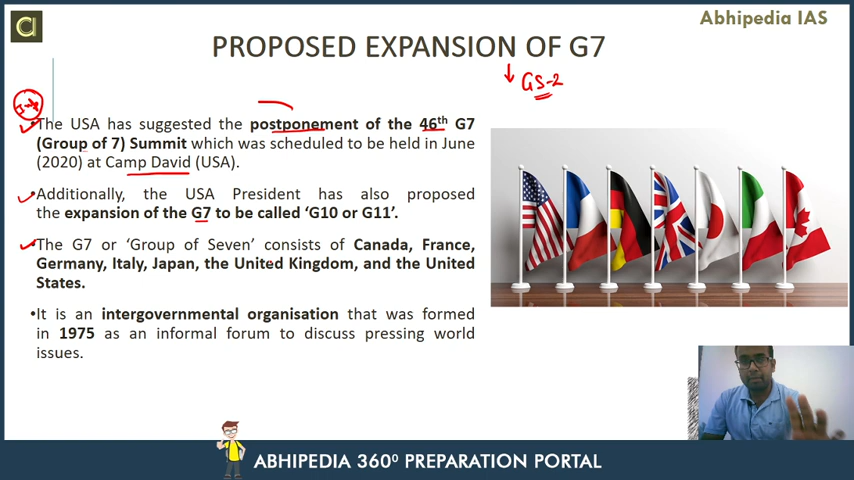 Abhipedia IAS
PROPOSED EXPANSION OF G7
GS-2
•The USA has suggested the postponement of the 46th G7
(Group of 7) Summit which was scheduled to be held in June
(2020) at Camp David (USA).
•Additionally, the USA President has also proposed
the expansion of the G7 to be called ‘G10 or G11’.
•The G7 or ‘Group of Seven’ consists of Canada, France,
Germany, Italy, Japan, the United Kingdom, and the United
States.
•It is an intergovernmental organisation that was formed
in 1975 as an informal forum to discuss pressing world
issues.
ABHIPEDIA 360⁰ PREPARATION PORTAL